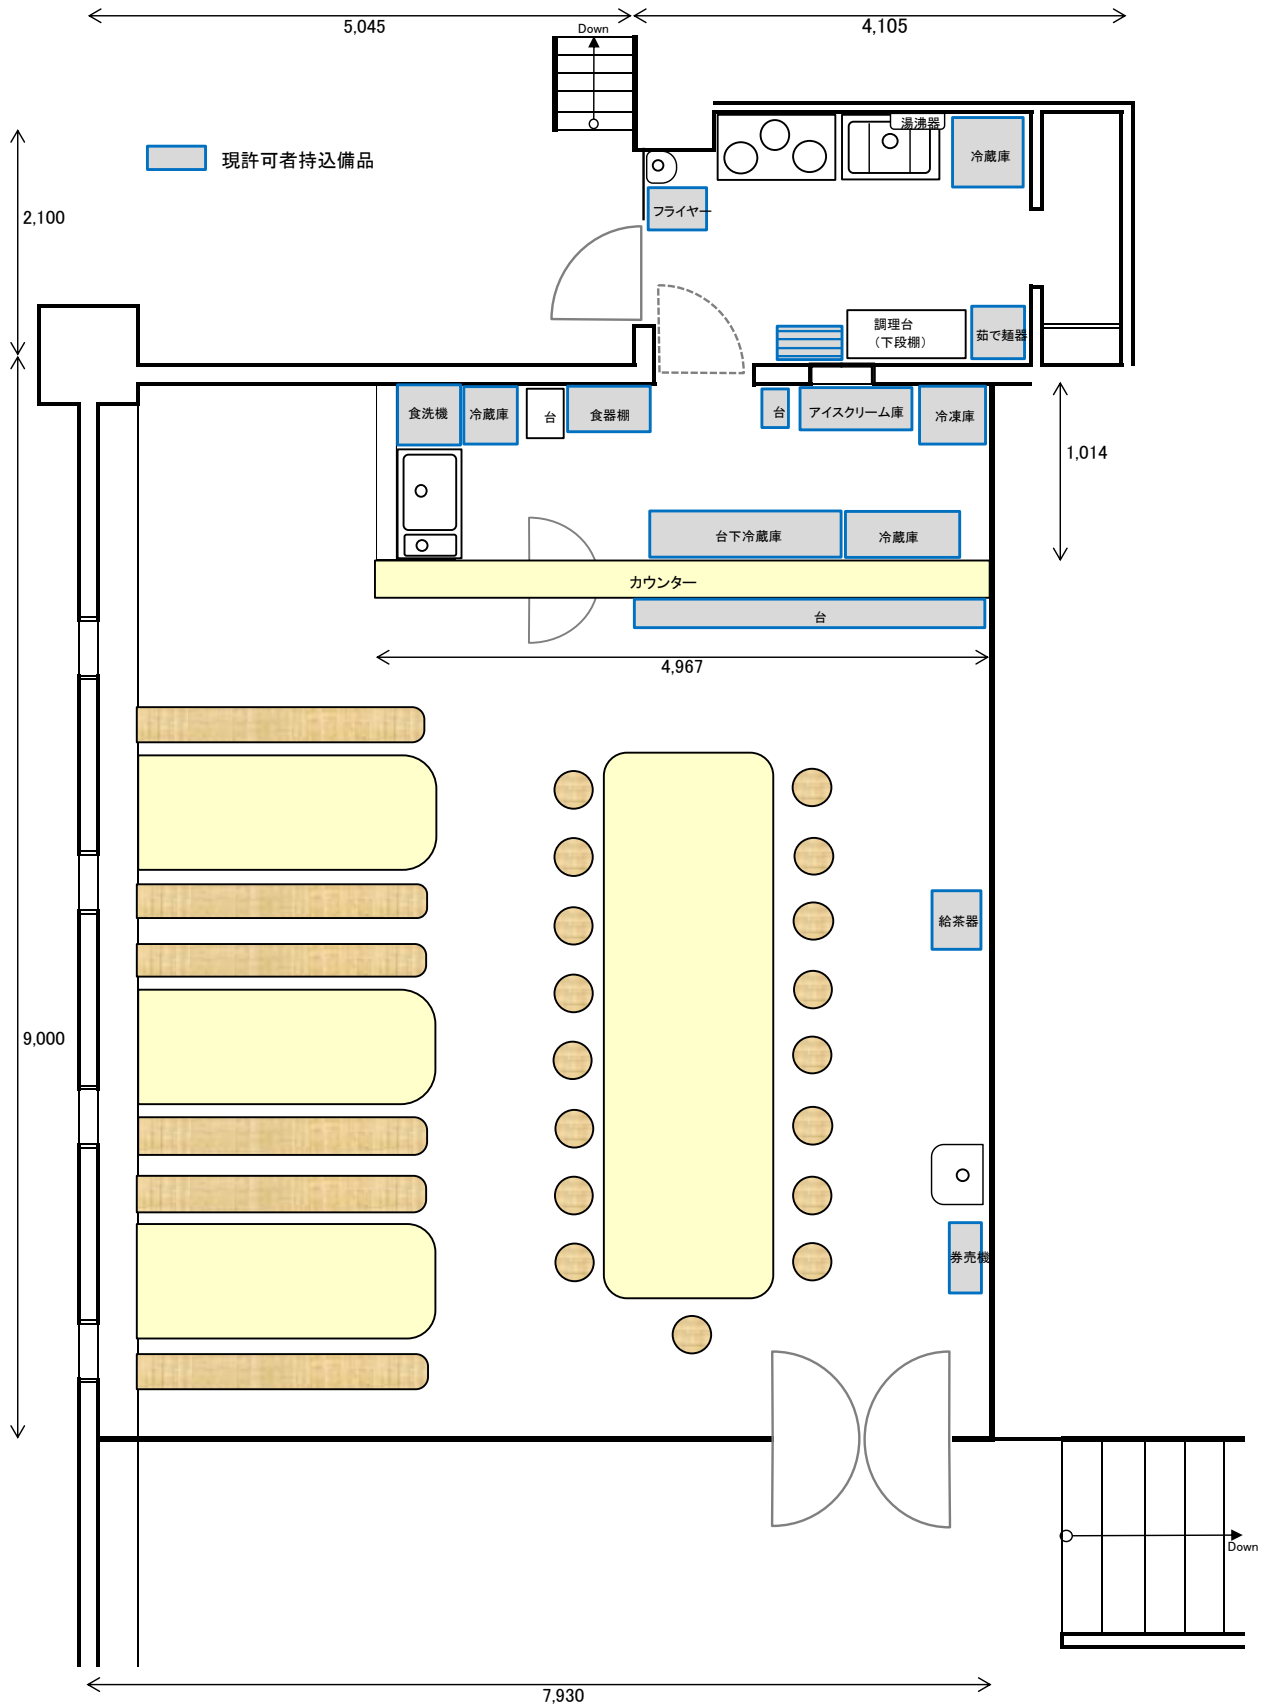 5,045
4,105
Down
湯沸器
冷蔵庫
現許可者持込備品
フライヤー
2,100
調理台
（下段棚）
茹で麺器
食洗機
冷蔵庫
台
食器棚
台
アイスクリーム庫
冷凍庫
1,014
台下冷蔵庫
冷蔵庫
カウンター
台
4,967
給茶器
9,000
券売機
Down
7,930